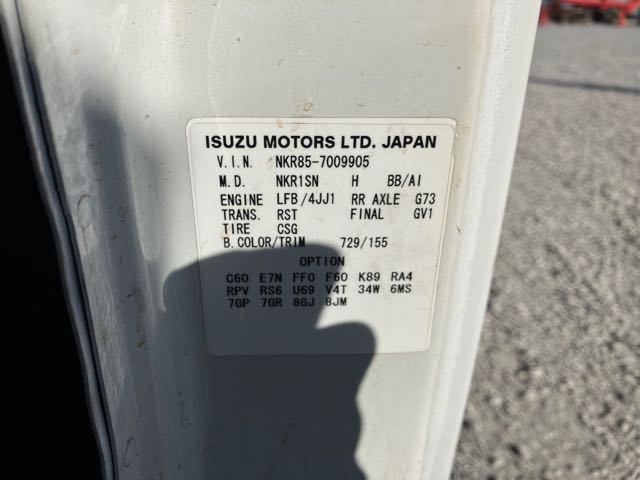 ISUZU MOTORS LTD. JAPAN
V.I.N. NKR85-7009905
M.D. NKR1SN H BB/AI
ENGINE LFB/4JJ1 RR AXLE G73
TRANS. RST FINAL GV1
TIRE CSG
B.COLOR/TRIM 729/155
OPTION
C60 E7N FF0 F60 K89 RA4
RPV RS6 U69 V4T 34W 6MS
7GP 7GR 8GJ 8JM